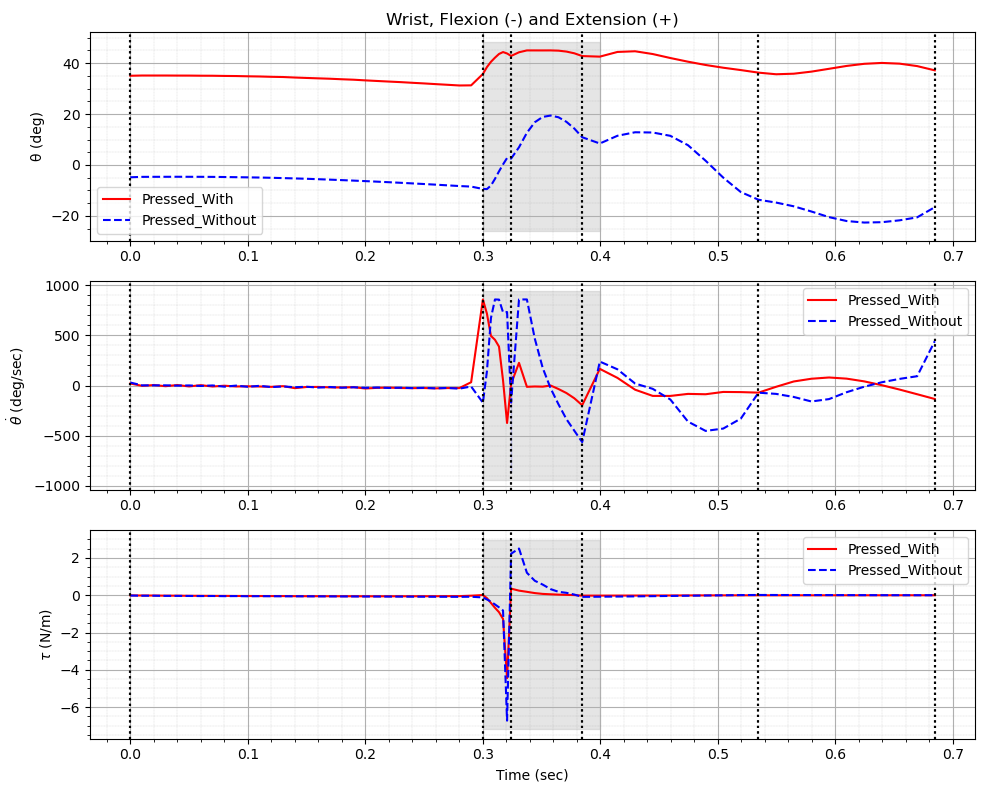 Wrist, Flexion (-) and Extension (+)
θ (deg)
40
20
0
−20
Pressed_With
Pressed_Without
0.0 0.1 0.2 0.3 0.4 0.5 0.6 0.7
θ̇ (deg/sec)
1000
500
0
−500
−1000
Pressed_With
Pressed_Without
0.0 0.1 0.2 0.3 0.4 0.5 0.6 0.7
τ (N/m)
2
0
−2
−4
−6
Pressed_With
Pressed_Without
0.0 0.1 0.2 0.3 0.4 0.5 0.6 0.7
Time (sec)